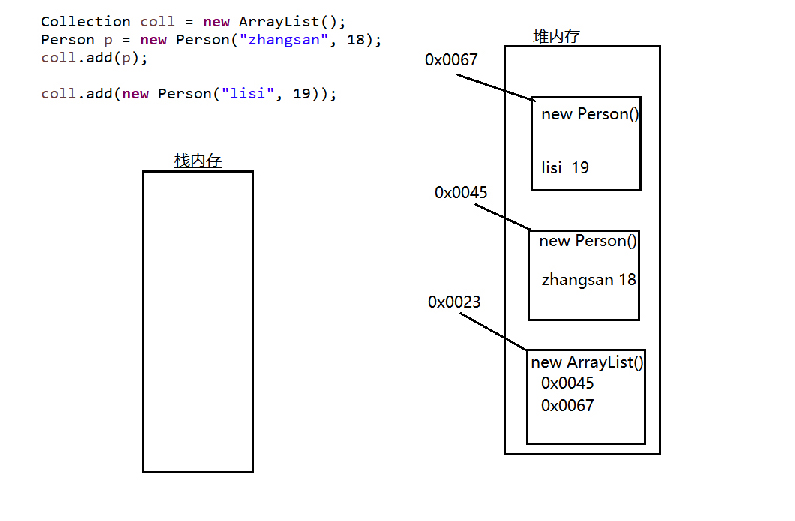 Collection coll = new ArrayList();
Person p = new Person("zhangsan", 18);
coll.add(p);
coll.add(new Person("lisi", 19));
栈内存
堆内存
0x0067
new Person()
lisi 19
0x0045
new Person()
zhangsan 18
0x0023
new ArrayList()
0x0045
0x0067